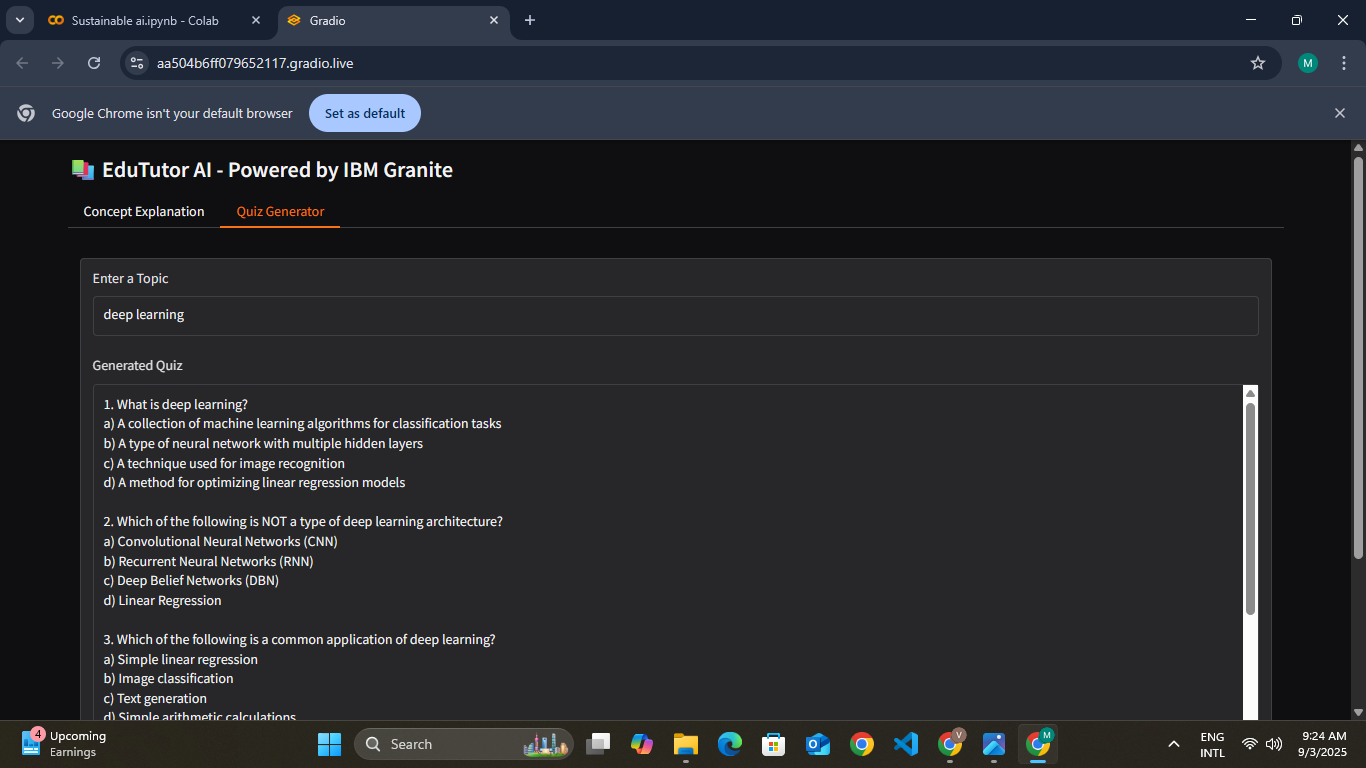 Sustainable ai.ipynb - Colab
Gradio
aa504b6ff079652117.gradio.live
M
Google Chrome isn't your default browser
Set as default
EduTutor AI - Powered by IBM Granite
Concept Explanation
Quiz Generator
Enter a Topic
deep learning
Generated Quiz
1. What is deep learning?
a) A collection of machine learning algorithms for classification tasks
b) A type of neural network with multiple hidden layers
c) A technique used for image recognition
d) A method for optimizing linear regression models
2. Which of the following is NOT a type of deep learning architecture?
a) Convolutional Neural Networks (CNN)
b) Recurrent Neural Networks (RNN)
c) Deep Belief Networks (DBN)
d) Linear Regression
3. Which of the following is a common application of deep learning?
a) Simple linear regression
b) Image classification
c) Text generation
d) Simple arithmetic calculations
4
Upcoming
Earnings
Search
V
M
ENG
INTL
9:24 AM
9/3/2025